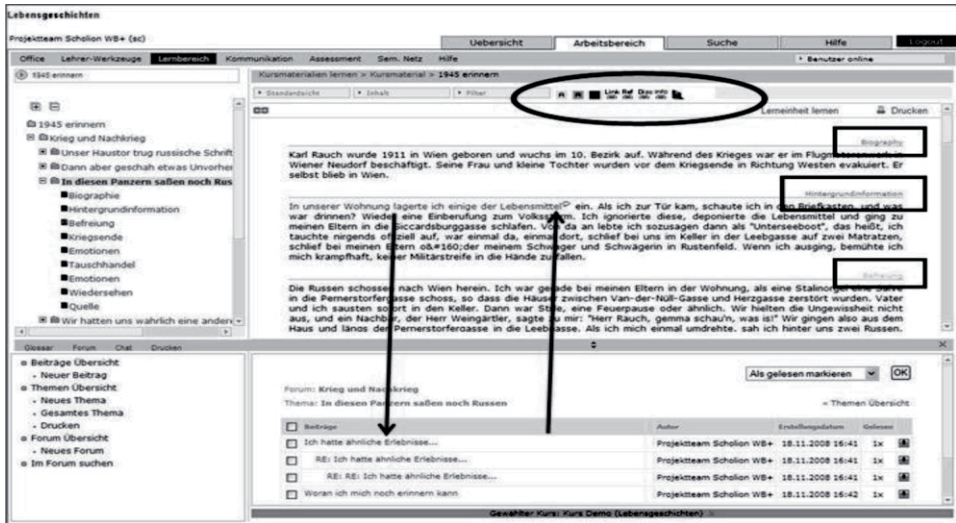 Lebensgeschichten
Projektteam Scholion WB+ (sc)
Uebersicht Arbeitsbereich Suche Hilfe Logout
Office Lehrer-Werkzeuge Lernbereich Kommunikation Assessment Sem. Netz Hilfe Benutzer online
1945 erinnern
Kursmaterialien lernen > Kursmaterial > 1945 erinnern
Standardsicht Inhalt Filter Link Ref Disc info
Lerneinheit lernen Drucken
1945 erinnern
Krieg und Nachkrieg
Unser Haustor trug russische Schrift
Dann aber geschah etwas Unvorher
In diesen Panzern saßen noch Rus
Biographie
Hintergrundinformation
Befreiung
Kriegsende
Emotionen
Tauschhandel
Emotionen
Wiedersehen
Quelle
Wir hatten uns wahrlich eine andere
Biography
Karl Rauch wurde 1911 in Wien geboren und wuchs im 10. Bezirk auf. Während des Krieges war er im
Wiener Neudorf beschäftigt. Seine Frau und kleine Tochter wurden vor dem Kriegsende in Richtung Westen evakuiert. Er
selbst blieb in Wien.
Hintergrundinformation
In unserer Wohnung lagerte ich einige der Lebensmittel ein. Als ich zur Tür kam, schaute ich in den Briefkasten, und was
war drinnen? Wieder eine Einberufung zum Volkssturm. Ich ignorierte diese, deponierte die Lebensmittel und ging zu
meinen Eltern in die Siccardsburggasse schlafen. Von da an lebte ich sozusagen dann als "Unterseeboot", das heißt, ich
tauchte nirgends offiziell auf, war einmal da, einmal dort, schlief bei uns im Keller in der Leebgasse auf zwei Matratzen,
schlief bei meinen Eltern o&#160;der meinem Schwager und Schwägerin in Rustenfeld. Wenn ich ausging, bemühte ich
mich krampfhaft, keiner Militärstreife in die Hände zu fallen.
Befreiung
Die Russen schossen nach Wien herein. Ich war gerade bei meinen Eltern in der Wohnung, als eine Stalinorgel eine Salve
in die Pernerstorfergasse schoss, so dass die Häuser zwischen Van-der-Nüll-Gasse und Herzgasse zerstört wurden. Vater
und ich sausten sofort in den Keller. Dann war Stille, eine Feuerpause oder ähnlich. Wir hielten die Ungewissheit nicht
aus, und ein Nachbar, der Herr Weingärtler, sagte zu mir: "Herr Rauch, gemma schau'n, was is!" Wir gingen also aus dem
Haus und längs der Pernerstorfergasse in die Leebgasse. Als ich mich einmal umdrehte, sah ich hinter uns zwei Russen.
Glossar Forum Chat Drucken
Beiträge Übersicht
Neuer Beitrag
Themen Übersicht
Neues Thema
Gesamtes Thema
Drucken
Forum Übersicht
Neues Forum
Im Forum suchen
Als gelesen markieren OK
Forum: Krieg und Nachkrieg
Thema: In diesen Panzern saßen noch Russen « Themen Übersicht
Beiträge Autor Erstellungsdatum Gelesen
Ich hatte ähnliche Erlebnisse... Projektteam Scholion WB+ 18.11.2008 16:41 1x
RE: Ich hatte ähnliche Erlebnisse... Projektteam Scholion WB+ 18.11.2008 16:41 1x
RE: RE: Ich hatte ähnliche Erlebnisse... Projektteam Scholion WB+ 18.11.2008 16:41 1x
Woran ich mich noch erinnern kann Projektteam Scholion WB+ 18.11.2008 16:42 1x
Gewählter Kurs: Kurs Demo (Lebensgeschichten)